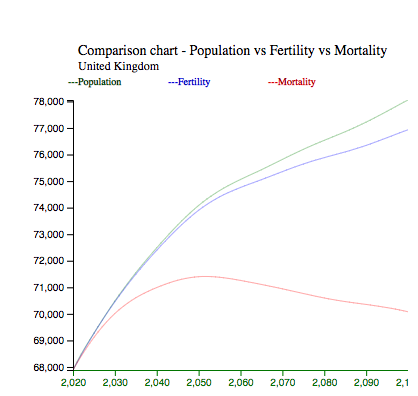 Comparison chart - Population vs Fertility vs Mortality
United Kingdom
---Population ---Fertility ---Mortality
78,000
77,000
76,000
75,000
74,000
73,000
72,000
71,000
70,000
69,000
68,000
2,020 2,030 2,040 2,050 2,060 2,070 2,080 2,090 2,1